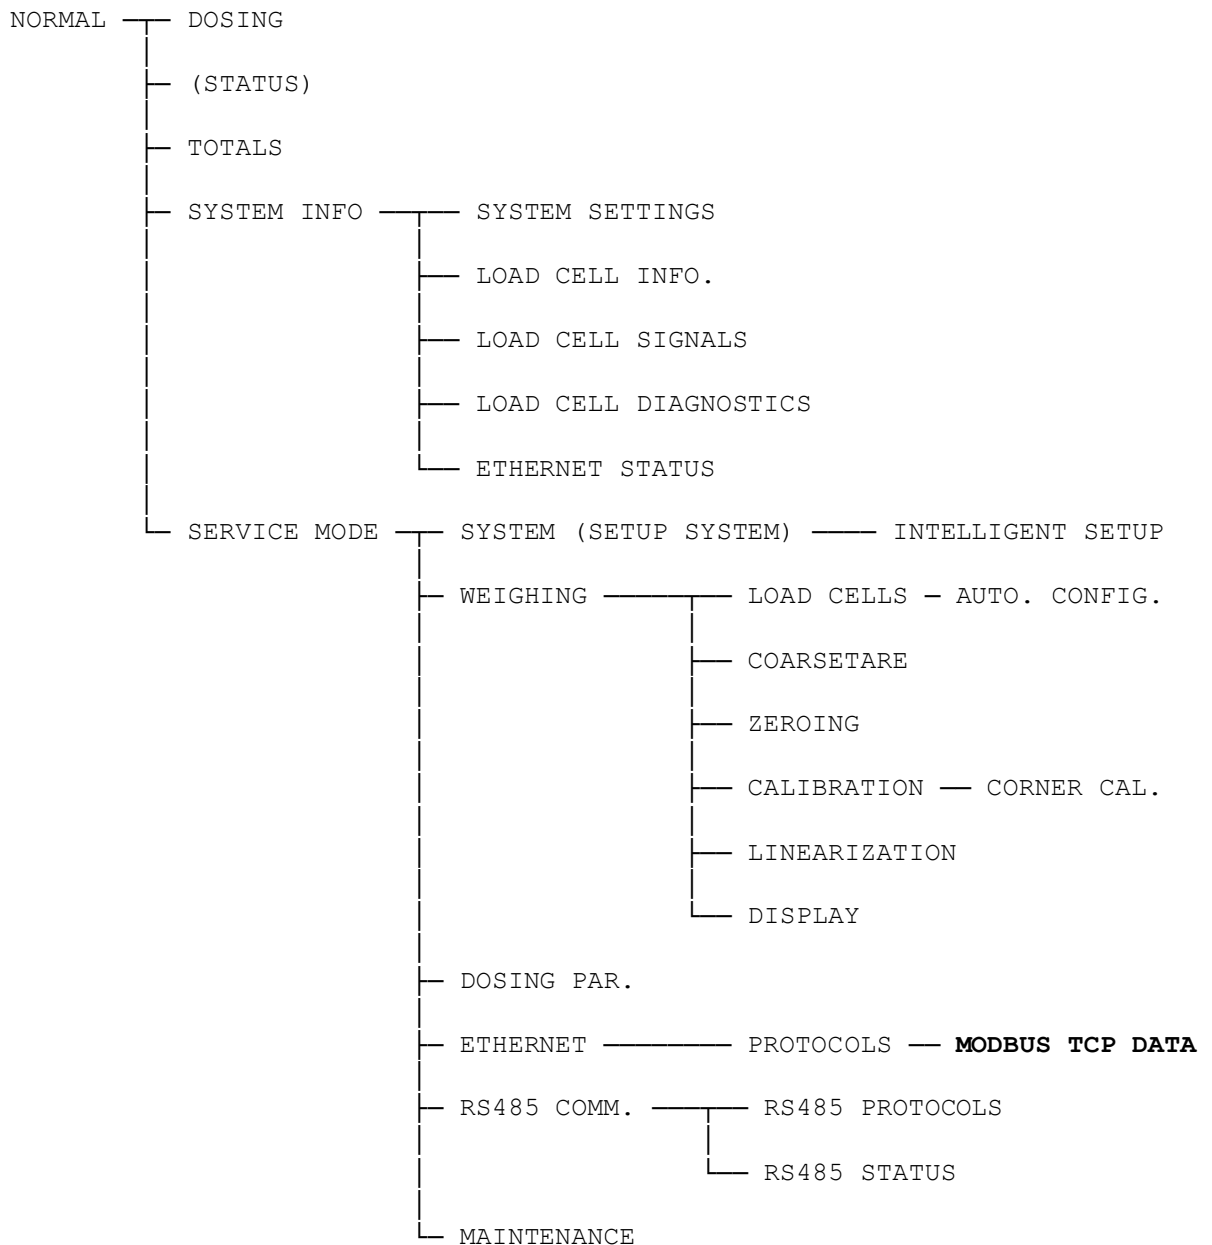 NORMAL DOSING
(STATUS)
TOTALS
SYSTEM INFO SYSTEM SETTINGS
LOAD CELL INFO.
LOAD CELL SIGNALS
LOAD CELL DIAGNOSTICS
ETHERNET STATUS
SERVICE MODE SYSTEM (SETUP SYSTEM) INTELLIGENT SETUP
WEIGHING LOAD CELLS AUTO. CONFIG.
COARSETARE
ZEROING
CALIBRATION CORNER CAL.
LINEARIZATION
DISPLAY
DOSING PAR.
ETHERNET PROTOCOLS MODBUS TCP DATA
RS485 COMM. RS485 PROTOCOLS
RS485 STATUS
MAINTENANCE